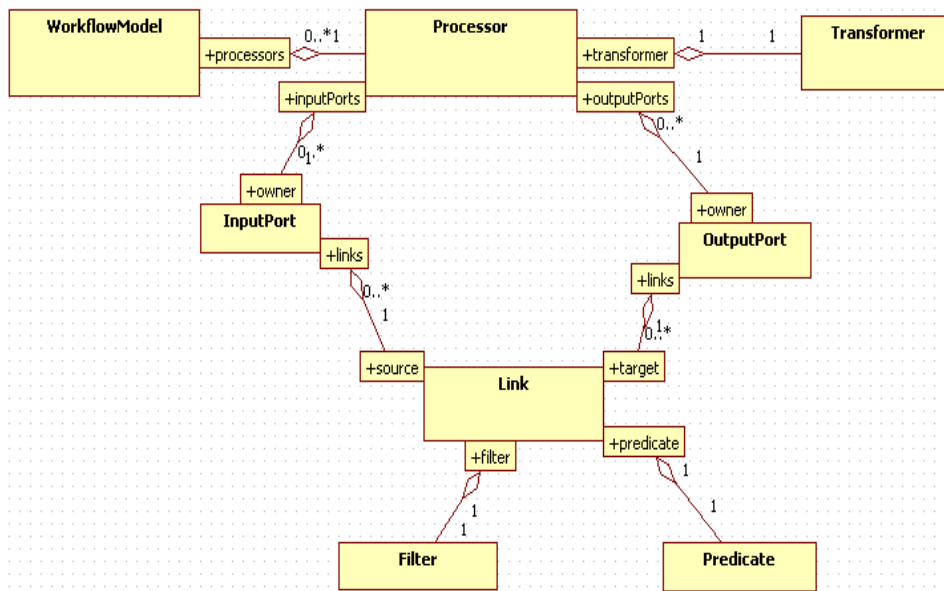 WorkflowModel
Processor
Transformer
+processors
0..*1
+transformer
1
1
+inputPorts
+outputPorts
0..*
1
0..*
1
+owner
+owner
InputPort
OutputPort
+links
+links
0..*
1
1
0..*
+source
+target
Link
+filter
+predicate
1
1
1
1
Filter
Predicate